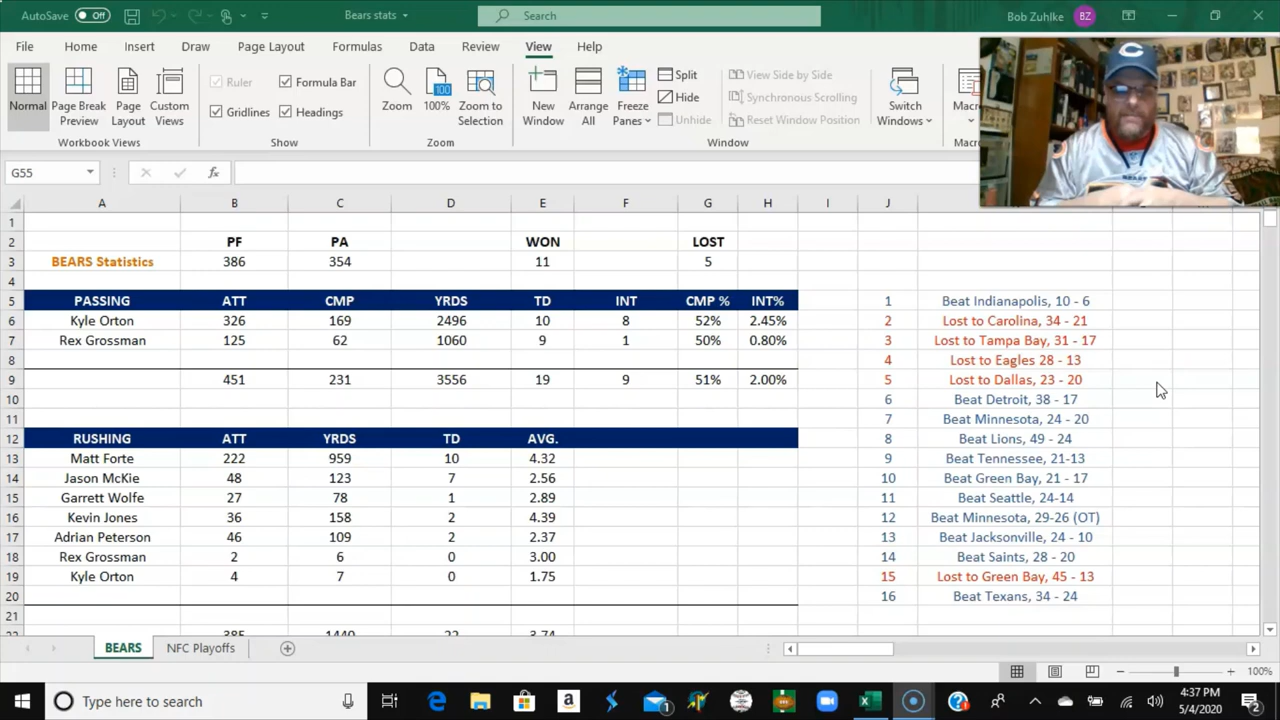 AutoSave Off Bears stats Search Bob Zuhlke BZ
File Home Insert Draw Page Layout Formulas Data Review View Help
Normal Page Break Preview Page Layout Custom Views
Workbook Views
Ruler Formula Bar
Gridlines Headings
Show
Zoom 100% Zoom to Selection
Zoom
New Window Arrange All Freeze Panes
Split
Hide
Unhide
View Side by Side
Synchronous Scrolling
Reset Window Position
Window
Switch Windows
G55 fx
A B C D E F G H I J
1
2 PF PA WON LOST
3 BEARS Statistics 386 354 11 5
4
5 PASSING ATT CMP YRDS TD INT CMP % INT% 1 Beat Indianapolis, 10 - 6
6 Kyle Orton 326 169 2496 10 8 52% 2.45% 2 Lost to Carolina, 34 - 21
7 Rex Grossman 125 62 1060 9 1 50% 0.80% 3 Lost to Tampa Bay, 31 - 17
8 4 Lost to Eagles 28 - 13
9 451 231 3556 19 9 51% 2.00% 5 Lost to Dallas, 23 - 20
10 6 Beat Detroit, 38 - 17
11 7 Beat Minnesota, 24 - 20
12 RUSHING ATT YRDS TD AVG. 8 Beat Lions, 49 - 24
13 Matt Forte 222 959 10 4.32 9 Beat Tennessee, 21-13
14 Jason McKie 48 123 7 2.56 10 Beat Green Bay, 21 - 17
15 Garrett Wolfe 27 78 1 2.89 11 Beat Seattle, 24-14
16 Kevin Jones 36 158 2 4.39 12 Beat Minnesota, 29-26 (OT)
17 Adrian Peterson 46 109 2 2.37 13 Beat Jacksonville, 24 - 10
18 Rex Grossman 2 6 0 3.00 14 Beat Saints, 28 - 20
19 Kyle Orton 4 7 0 1.75 15 Lost to Green Bay, 45 - 13
20 16 Beat Texans, 34 - 24
21
22 385 1440 22 3.74
BEARS NFC Playoffs
100%
Type here to search
4:37 PM
5/4/2020